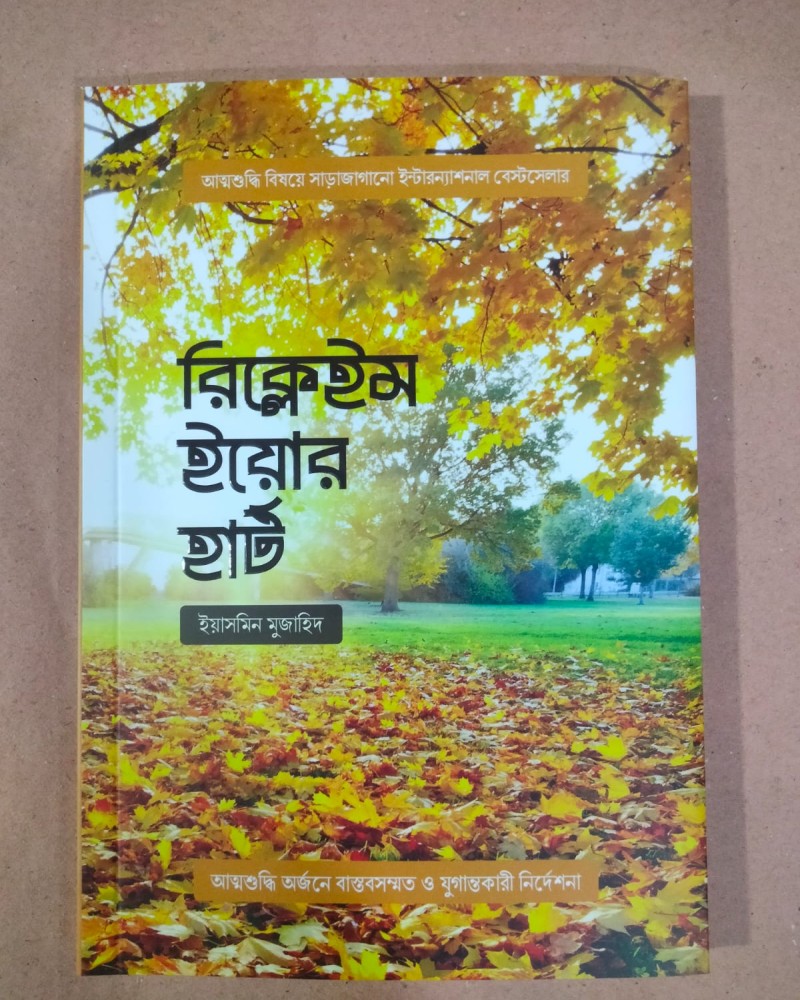 আত্মশুদ্ধি বিষয়ে সাড়াজাগানো ইন্টারন্যাশনাল বেস্টসেলার
রিক্লেইম
ইয়োর
হার্ট
ইয়াসমিন মুজাহিদ
আত্মশুদ্ধি অর্জনে বাস্তবসম্মত ও যুগান্তকারী নির্দেশনা